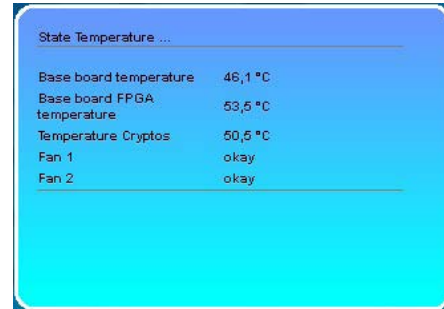 State Temperature ...
Base board temperature 46,1 °C
Base board FPGA
temperature 53,5 °C
Temperature Cryptos 50,5 °C
Fan 1 okay
Fan 2 okay